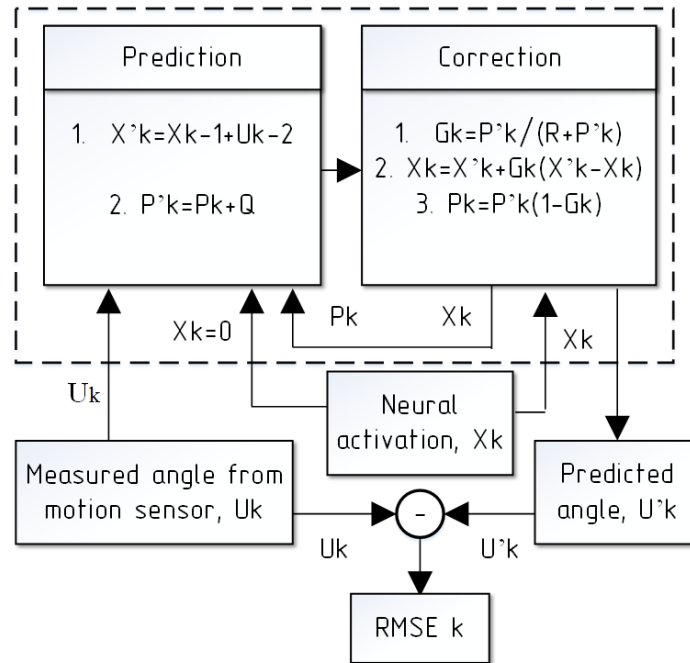 Prediction
1. X'k=Xk-1+Uk-2
2. P'k=Pk+Q
Correction
1. Gk=P'k/(R+P'k)
2. Xk=X'k+Gk(X'k-Xk)
3. Pk=P'k(1-Gk)
Xk=0
Pk
Xk
Xk
Uk
Neural
activation, Xk
Measured angle from
motion sensor, Uk
-
Predicted
angle, U'k
Uk
U'k
RMSE k